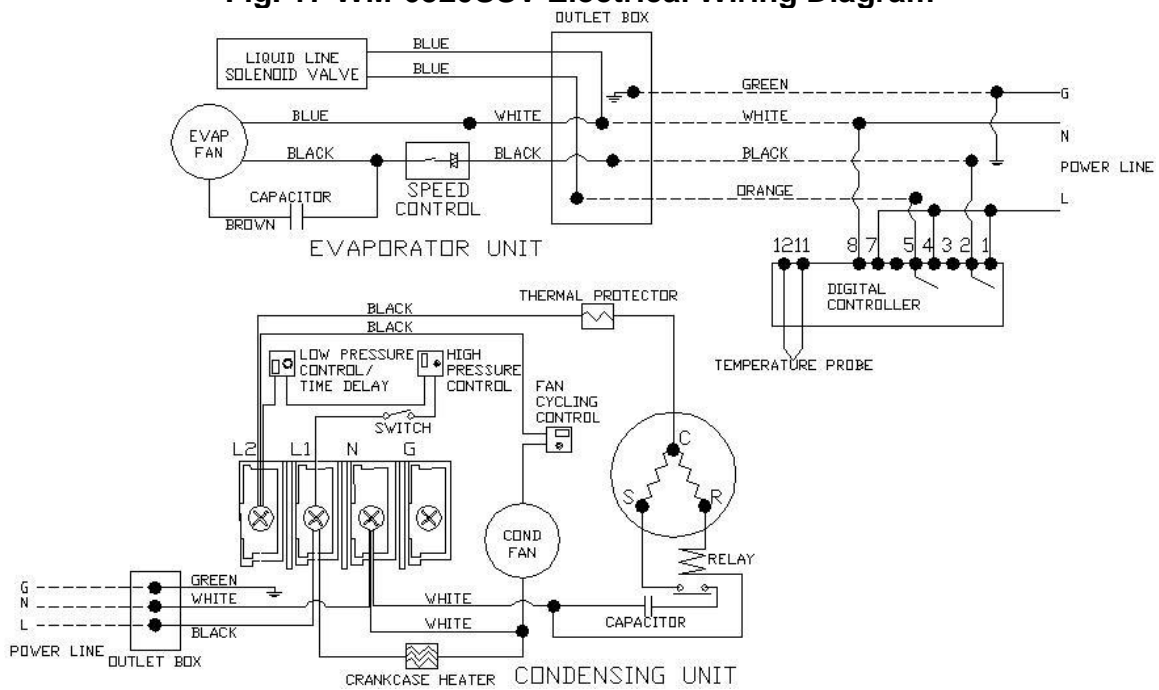 Electrical Wiring Diagram
OUTLET BOX
LIQUID LINE
SOLENOID VALVE
BLUE
BLUE
GREEN
G
EVAP
FAN
BLUE
WHITE
WHITE
N
BLACK
BLACK
BLACK
POWER LINE
SPEED
CONTROL
CAPACITOR
BROWN
ORANGE
L
EVAPORATOR UNIT
12 11 8 7 5 4 3 2 1
DIGITAL
CONTROLLER
TEMPERATURE PROBE
THERMAL PROTECTOR
BLACK
BLACK
LOW PRESSURE
CONTROL/
TIME DELAY
HIGH
PRESSURE
CONTROL
FAN
CYCLING
CONTROL
SWITCH
L2 L1 N G
C
S R
COND
FAN
RELAY
G
N
L
POWER LINE
GREEN
WHITE
BLACK
OUTLET BOX
WHITE
WHITE
CAPACITOR
CRANKCASE HEATER
CONDENSING UNIT